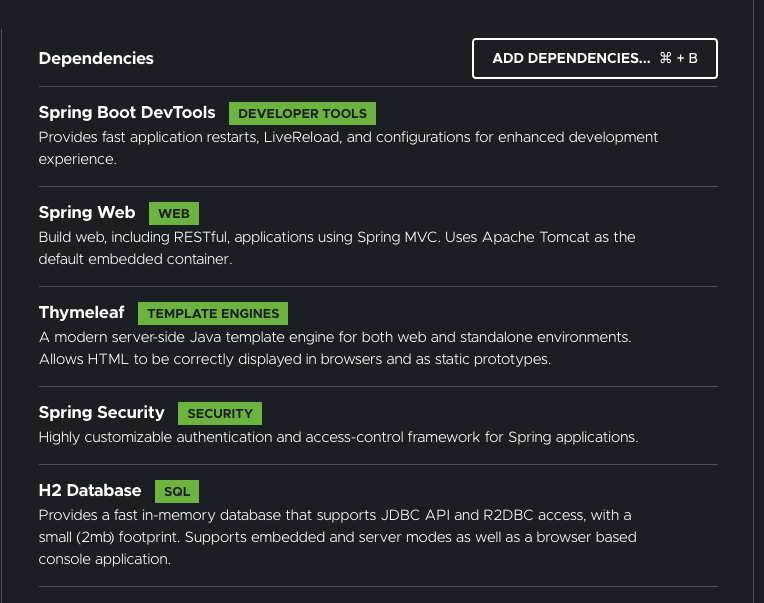 Dependencies
ADD DEPENDENCIES... ⌘ + B
Spring Boot DevTools DEVELOPER TOOLS
Provides fast application restarts, LiveReload, and configurations for enhanced development
experience.
Spring Web WEB
Build web, including RESTful, applications using Spring MVC. Uses Apache Tomcat as the
default embedded container.
Thymeleaf TEMPLATE ENGINES
A modern server-side Java template engine for both web and standalone environments.
Allows HTML to be correctly displayed in browsers and as static prototypes.
Spring Security SECURITY
Highly customizable authentication and access-control framework for Spring applications.
H2 Database SQL
Provides a fast in-memory database that supports JDBC API and R2DBC access, with a
small (2mb) footprint. Supports embedded and server modes as well as a browser based
console application.